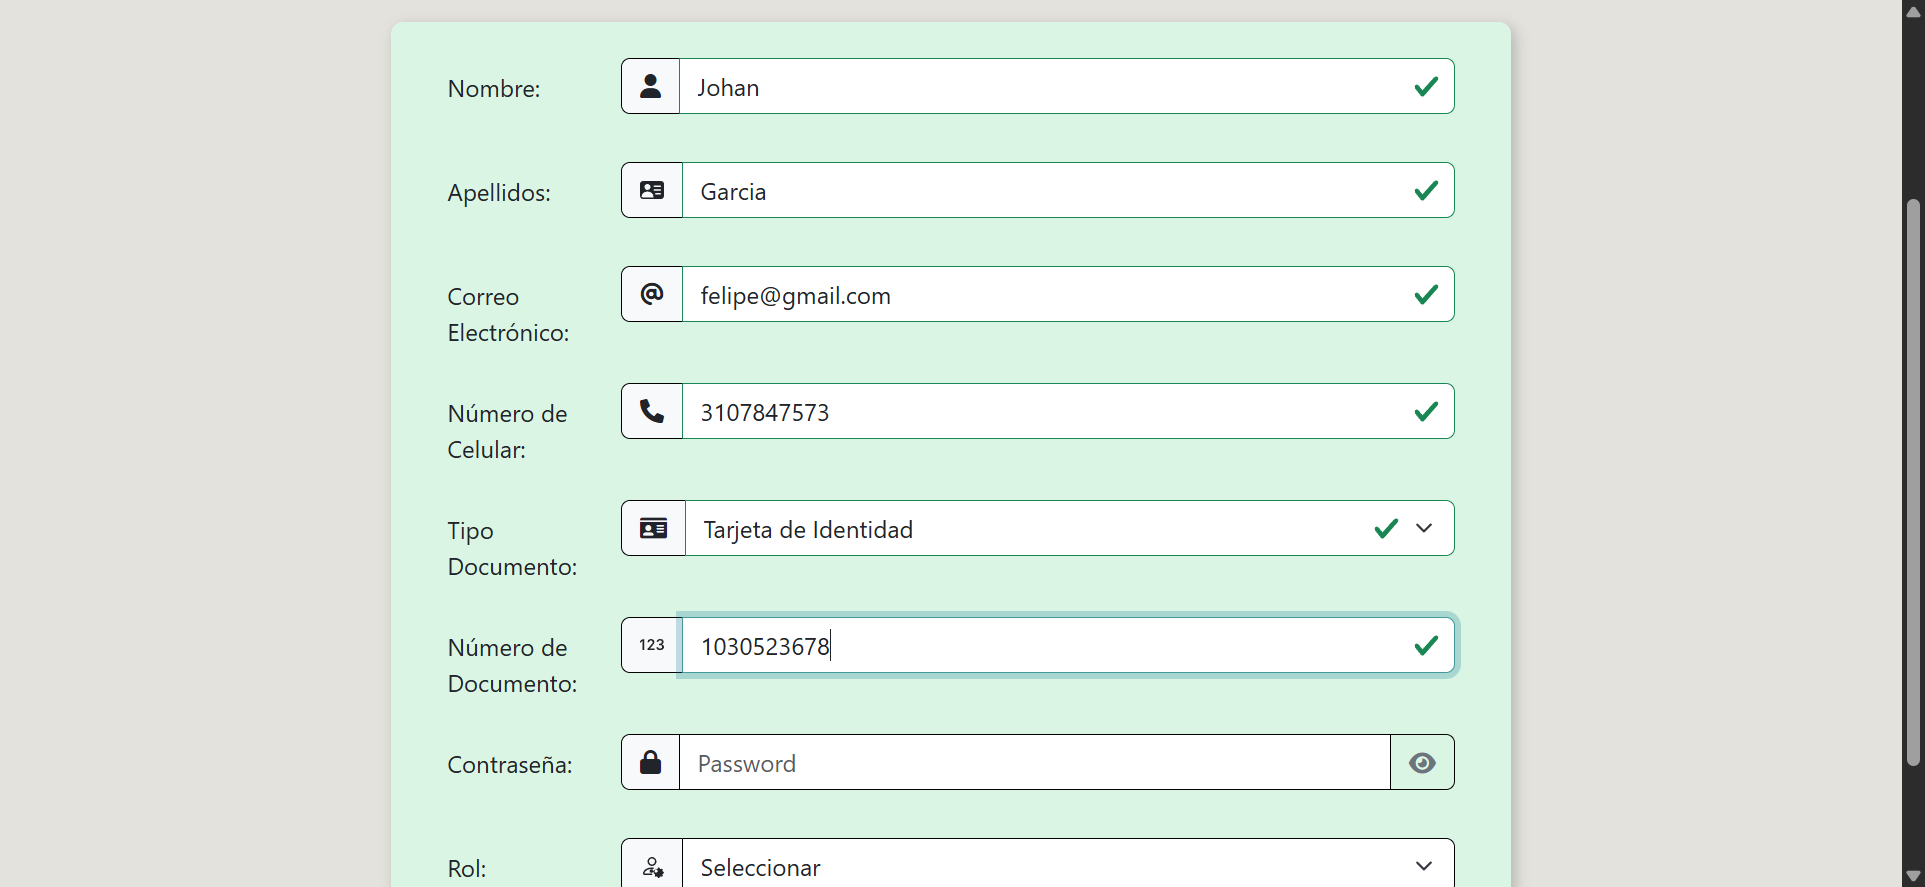 Nombre:
Johan
Apellidos:
Garcia
Correo
Electrónico:
felipe@gmail.com
Número de
Celular:
3107847573
Tipo
Documento:
Tarjeta de Identidad
Número de
Documento:
123
1030523678
Contraseña:
Password
Rol:
Seleccionar